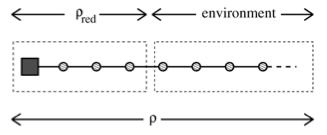 ρred environment
ρ